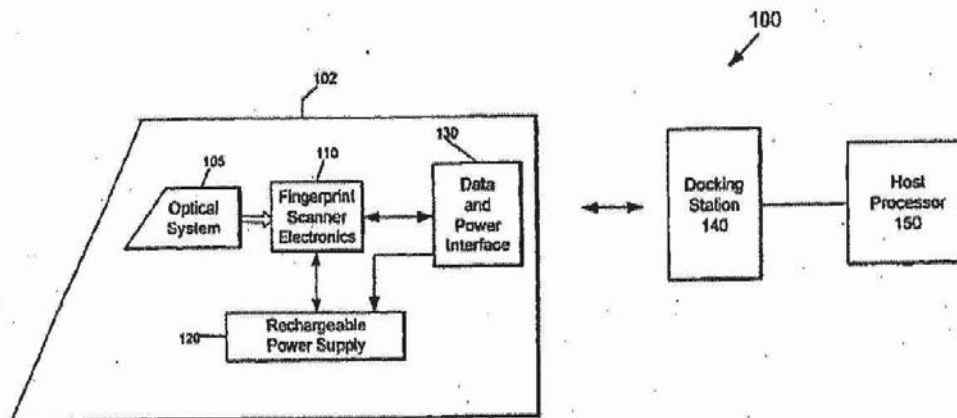 100
102
105
110
130
Optical
System
Fingerprint
Scanner
Electronics
Data
and
Power
Interface
Docking
Station
140
Host
Processor
150
120
Rechargeable
Power Supply